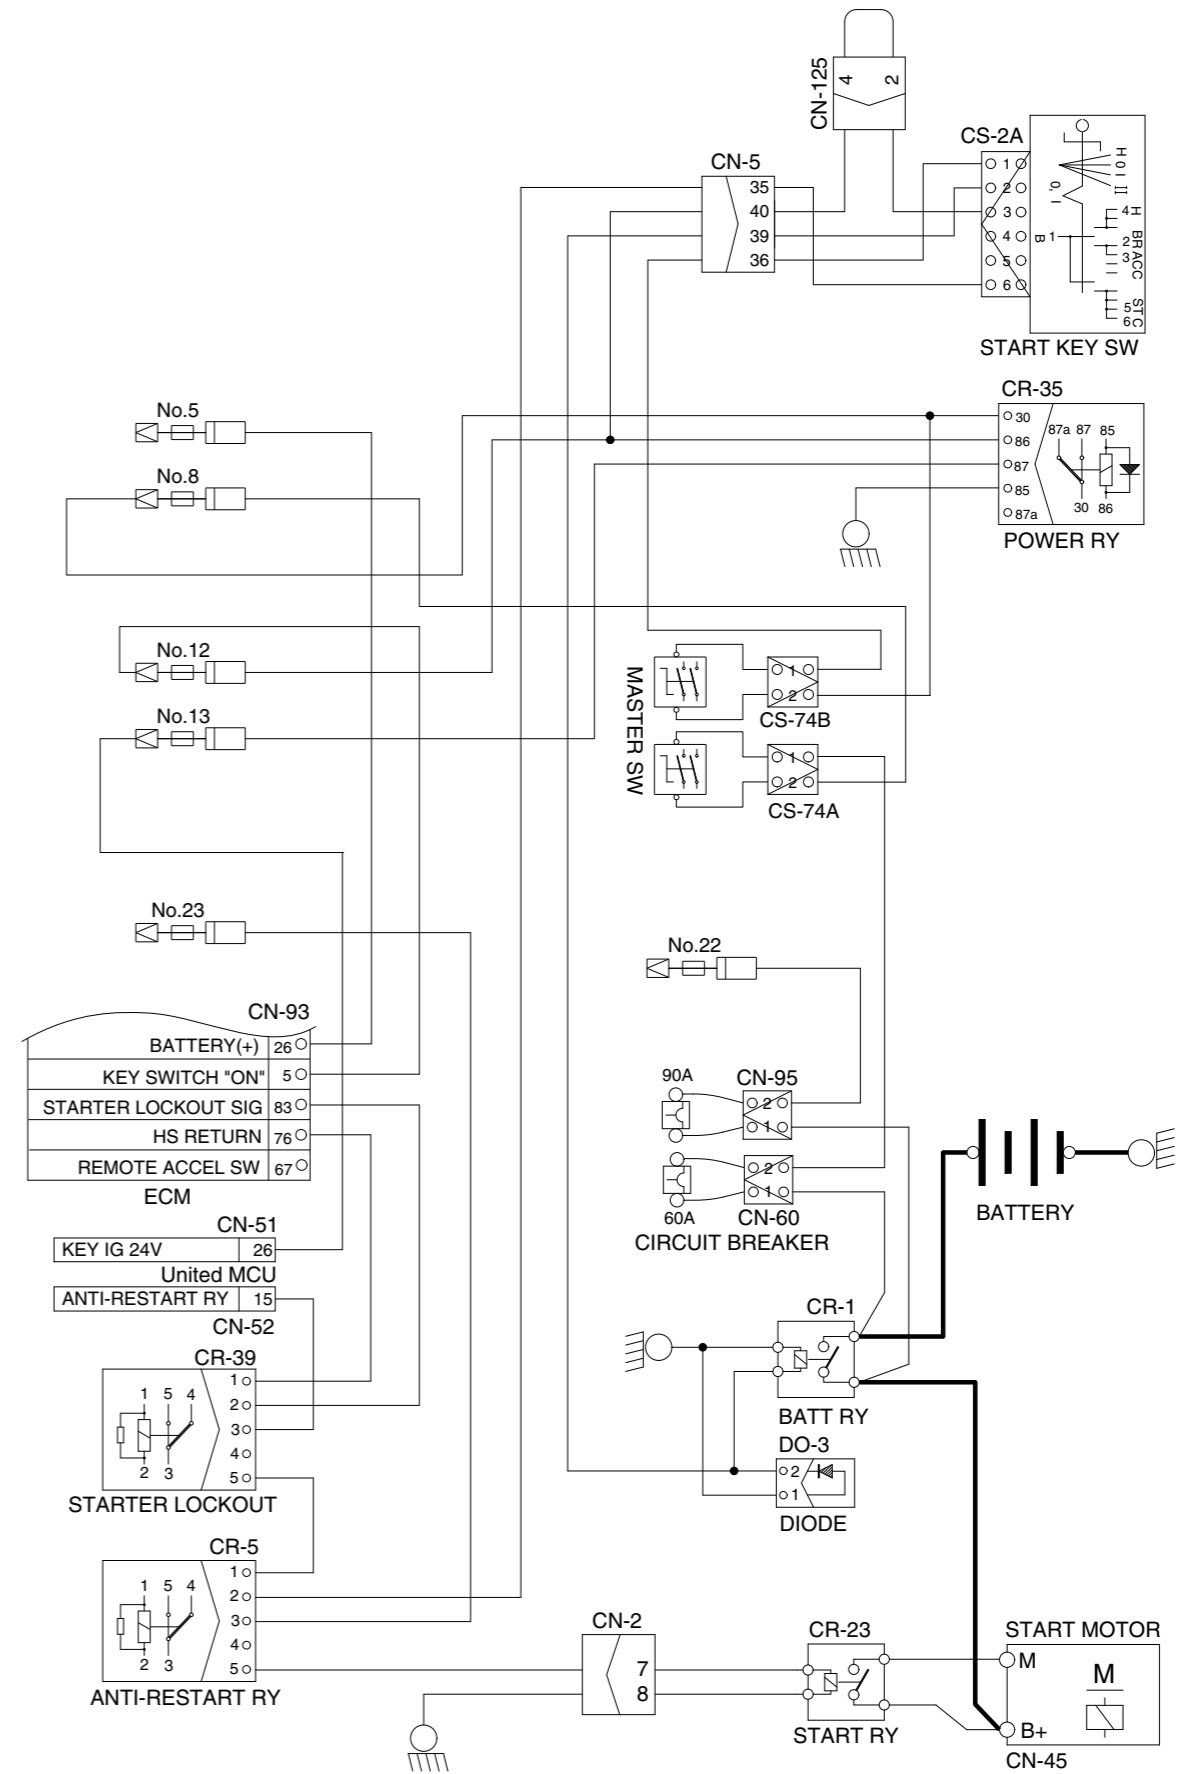 CN-125
4 2
CS-2A
CN-5
35
40
39
36
1
2
3
4
5
6
H O I II
0, I
B 1
4 H
2 BR
3 ACC
5 ST
6 C
START KEY SW
CR-35
30
86
87
85
87a
87a 87 85
30 86
POWER RY
No.5
No.8
No.12
No.13
No.23
MASTER SW
1
2
CS-74B
1
2
CS-74A
No.22
CN-93
BATTERY(+) 26
KEY SWITCH "ON" 5
STARTER LOCKOUT SIG 83
HS RETURN 76
REMOTE ACCEL SW 67
ECM
90A CN-95
2
1
2
1
60A CN-60
CIRCUIT BREAKER
BATTERY
CN-51
KEY IG 24V 26
United MCU
ANTI-RESTART RY 15
CN-52
CR-1
BATT RY
CR-39
1
2
3
4
5
1 5 4
2 3
STARTER LOCKOUT
DO-3
2
1
DIODE
CR-5
1
2
3
4
5
1 5 4
2 3
ANTI-RESTART RY
CN-2
7
8
CR-23
START RY
START MOTOR
M
M
B+
CN-45